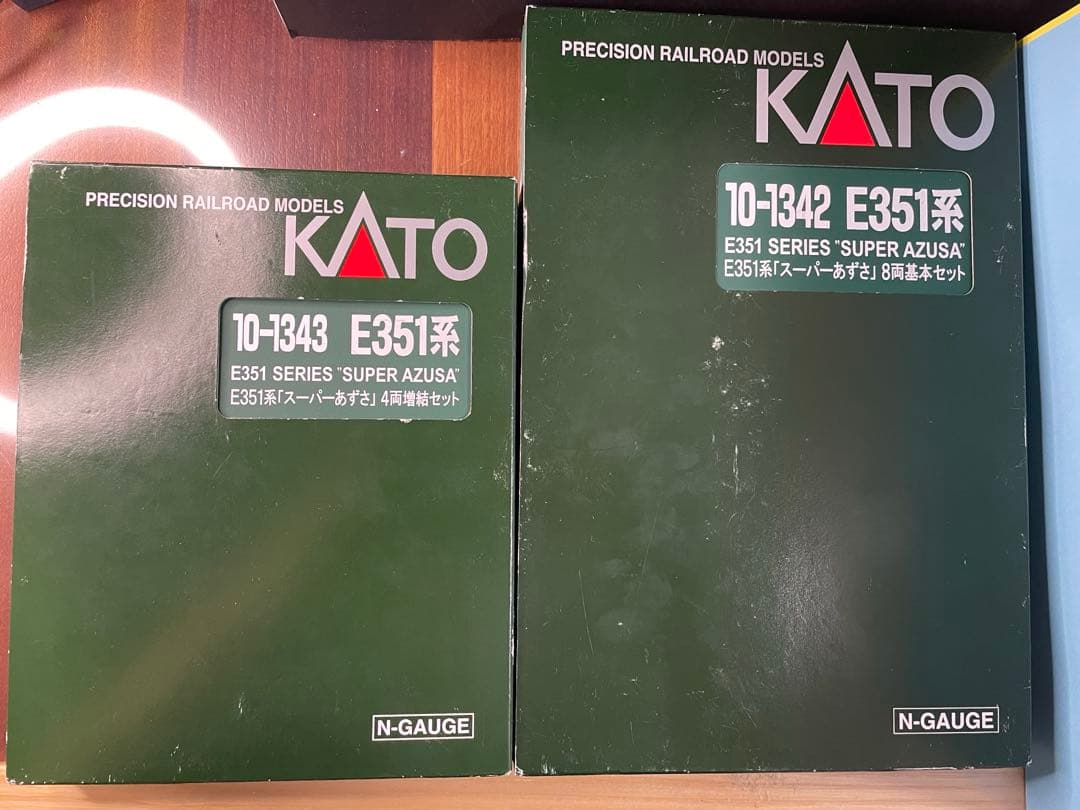 PRECISION RAILROAD MODELS
KATO
10-1343 E351系
E351 SERIES "SUPER AZUSA"
E351系「スーパーあずさ」4両増結セット
N-GAUGE
PRECISION RAILROAD MODELS
KATO
10-1342 E351系
E351 SERIES "SUPER AZUSA"
E351系「スーパーあずさ」8両基本セット
N-GAUGE